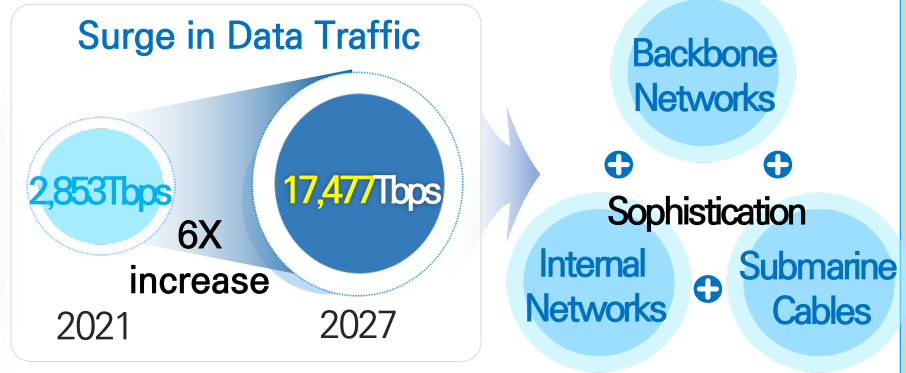 Surge in Data Traffic
2,853Tbps
17,477Tbps
6X
increase
2021
2027
Backbone
Networks
Sophistication
Internal
Networks
Submarine
Cables